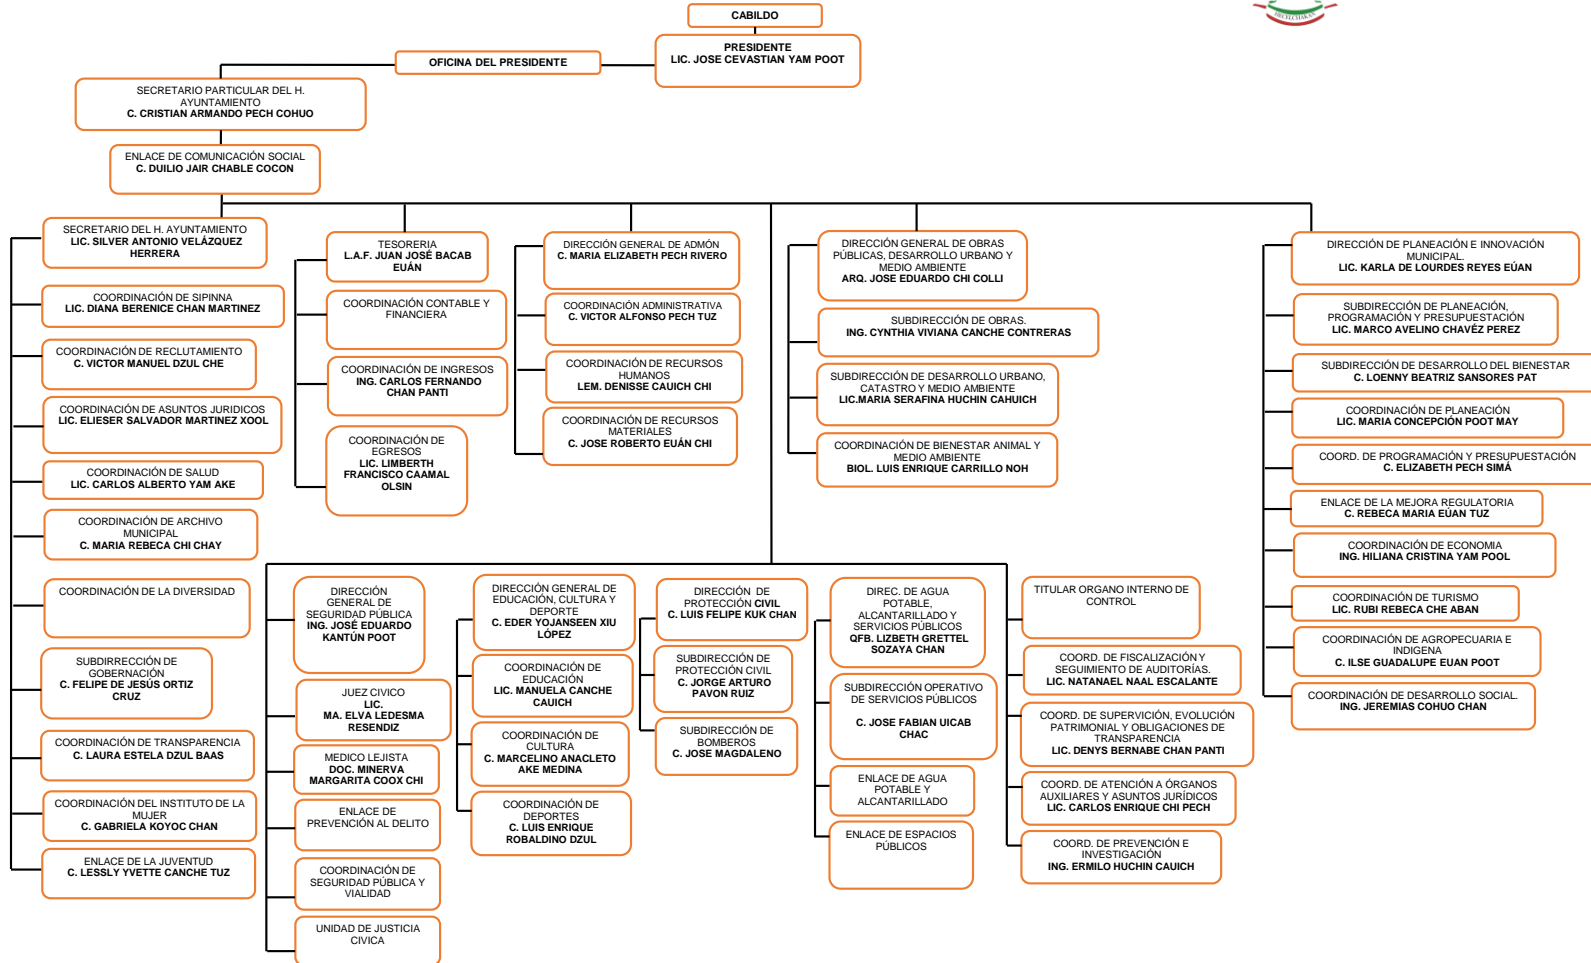 HECELCHAKAN
CABILDO
PRESIDENTE
LIC. JOSE CEVASTIAN YAM POOT
OFICINA DEL PRESIDENTE
SECRETARIO PARTICULAR DEL H.
AYUNTAMIENTO
C. CRISTIAN ARMANDO PECH COHUO
ENLACE DE COMUNICACIÓN SOCIAL
C. DUILIO JAIR CHABLE COCON
SECRETARIO DEL H. AYUNTAMIENTO
LIC. SILVER ANTONIO VELÁZQUEZ
HERRERA
COORDINACIÓN DE SIPINNA
LIC. DIANA BERENICE CHAN MARTINEZ
COORDINACIÓN DE RECLUTAMIENTO
C. VICTOR MANUEL DZUL CHE
COORDINACIÓN DE ASUNTOS JURIDICOS
LIC. ELIESER SALVADOR MARTINEZ XOOL
COORDINACIÓN DE SALUD
LIC. CARLOS ALBERTO YAM AKE
COORDINACIÓN DE ARCHIVO
MUNICIPAL
C. MARIA REBECA CHI CHAY
COORDINACIÓN DE LA DIVERSIDAD
SUBDIRRECCIÓN DE
GOBERNACIÓN
C. FELIPE DE JESÚS ORTIZ
CRUZ
COORDINACIÓN DE TRANSPARENCIA
C. LAURA ESTELA DZUL BAAS
COORDINACIÓN DEL INSTITUTO DE LA
MUJER
C. GABRIELA KOYOC CHAN
ENLACE DE LA JUVENTUD
C. LESSLY YVETTE CANCHE TUZ
TESORERIA
L.A.F. JUAN JOSÉ BACAB
EUÁN
COORDINACIÓN CONTABLE Y
FINANCIERA
COORDINACIÓN DE INGRESOS
ING. CARLOS FERNANDO
CHAN PANTI
COORDINACIÓN DE
EGRESOS
LIC. LIMBERTH
FRANCISCO CAAMAL
OLSIN
DIRECCIÓN GENERAL DE ADMÓN
C. MARIA ELIZABETH PECH RIVERO
COORDINACIÓN ADMINISTRATIVA
C. VICTOR ALFONSO PECH TUZ
COORDINACIÓN DE RECURSOS
HUMANOS
LEM. DENISSE CAUICH CHI
COORDINACIÓN DE RECURSOS
MATERIALES
C. JOSE ROBERTO EUÁN CHI
DIRECCIÓN GENERAL DE OBRAS
PÚBLICAS, DESARROLLO URBANO Y
MEDIO AMBIENTE
ARQ. JOSE EDUARDO CHI COLLI
SUBDIRECCIÓN DE OBRAS.
ING. CYNTHIA VIVIANA CANCHE CONTRERAS
SUBDIRECCIÓN DE DESARROLLO URBANO,
CATASTRO Y MEDIO AMBIENTE
LIC.MARIA SERAFINA HUCHIN CAHUICH
COORDINACIÓN DE BIENESTAR ANIMAL Y
MEDIO AMBIENTE
BIOL. LUIS ENRIQUE CARRILLO NOH
DIRECCIÓN DE PLANEACIÓN E INNOVACIÓN
MUNICIPAL.
LIC. KARLA DE LOURDES REYES EÚAN
SUBDIRECCIÓN DE PLANEACIÓN,
PROGRAMACIÓN Y PRESUPUESTACIÓN
LIC. MARCO AVELINO CHAVÉZ PEREZ
SUBDIRECCIÓN DE DESARROLLO DEL BIENESTAR
C. LOENNY BEATRIZ SANSORES PAT
COORDINACIÓN DE PLANEACIÓN
LIC. MARIA CONCEPCIÓN POOT MAY
COORD. DE PROGRAMACIÓN Y PRESUPUESTACIÓN
C. ELIZABETH PECH SIMÁ
ENLACE DE LA MEJORA REGULATORIA
C. REBECA MARIA EÚAN TUZ
COORDINACIÓN DE ECONOMIA
ING. HILIANA CRISTINA YAM POOL
COORDINACIÓN DE TURISMO
LIC. RUBI REBECA CHE ABAN
COORDINACIÓN DE AGROPECUARIA E
INDIGENA
C. ILSE GUADALUPE EUAN POOT
COORDINACIÓN DE DESARROLLO SOCIAL.
ING. JEREMIAS COHUO CHAN
DIRECCIÓN
GENERAL DE
SEGURIDAD PÚBLICA
ING. JOSÉ EDUARDO
KANTÚN POOT
JUEZ CIVICO
LIC.
MA. ELVA LEDESMA
RESENDIZ
MEDICO LEJISTA
DOC. MINERVA
MARGARITA COOX CHI
ENLACE DE
PREVENCIÓN AL DELITO
COORDINACIÓN DE
SEGURIDAD PÚBLICA Y
VIALIDAD
UNIDAD DE JUSTICIA
CIVICA
DIRECCIÓN GENERAL DE
EDUCACIÓN, CULTURA Y
DEPORTE
C. EDER YOJANSEEN XIU
LÓPEZ
COORDINACIÓN DE
EDUCACIÓN
LIC. MANUELA CANCHE
CAUICH
COORDINACIÓN DE
CULTURA
C. MARCELINO ANACLETO
AKE MEDINA
COORDINACIÓN DE
DEPORTES
C. LUIS ENRIQUE
ROBALDINO DZUL
DIRECCIÓN DE
PROTECCIÓN CIVIL
C. LUIS FELIPE KUK CHAN
SUBDIRECCIÓN DE
PROTECCIÓN CIVIL
C. JORGE ARTURO
PAVON RUIZ
SUBDIRECCIÓN DE
BOMBEROS
C. JOSE MAGDALENO
DIREC. DE AGUA
POTABLE,
ALCANTARILLADO Y
SERVICIOS PÚBLICOS
QFB. LIZBETH GRETTEL
SOZAYA CHAN
SUBDIRECCIÓN OPERATIVO
DE SERVICIOS PÚBLICOS
C. JOSE FABIAN UICAB
CHAC
ENLACE DE AGUA
POTABLE Y
ALCANTARILLADO
ENLACE DE ESPACIOS
PÚBLICOS
TITULAR ORGANO INTERNO DE
CONTROL
COORD. DE FISCALIZACIÓN Y
SEGUIMIENTO DE AUDITORÍAS.
LIC. NATANAEL NAAL ESCALANTE
COORD. DE SUPERVICIÓN, EVOLUCIÓN
PATRIMONIAL Y OBLIGACIONES DE
TRANSPARENCIA
LIC. DENYS BERNABE CHAN PANTI
COORD. DE ATENCIÓN A ÓRGANOS
AUXILIARES Y ASUNTOS JURÍDICOS
LIC. CARLOS ENRIQUE CHI PECH
COORD. DE PREVENCIÓN E
INVESTIGACIÓN
ING. ERMILO HUCHIN CAUICH